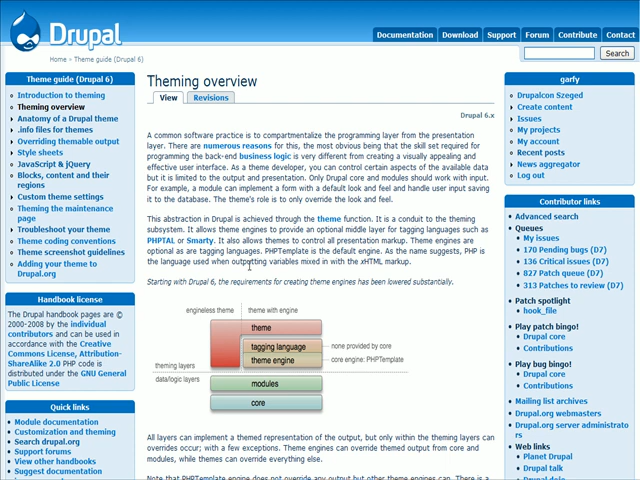 Drupal
Documentation Download Support Forum Contribute Contact
Home » Theme guide (Drupal 6)
Search
Theme guide (Drupal 6)
Introduction to theming
Theming overview
Anatomy of a Drupal theme
.info files for themes
Overriding themable output
Style sheets
JavaScript & jQuery
Blocks, content and their
regions
Custom theme settings
Theming the maintenance
page
Troubleshoot your theme
Theme coding conventions
Theme screenshot guidelines
Adding your theme to
Drupal.org
Handbook license
The Drupal handbook pages are ©
2000-2008 by the individual
contributors and can be used in
accordance with the Creative
Commons License, Attribution-
ShareAlike 2.0 PHP code is
distributed under the GNU General
Public License
Quick links
Module documentation
Customization and theming
Search drupal.org
Support forums
View other handbooks
Suggest documentation
Theming overview
View Revisions
Drupal 6.x
A common software practice is to compartmentalize the programming layer from the presentation
layer. There are numerous reasons for this, the most obvious being that the skill set required for
programming the back-end business logic is very different from creating a visually appealing and
effective user interface. As a theme developer, you can control certain aspects of the available data
but it is limited to the output and presentation. Only Drupal core and modules should work with input.
For example, a module can implement a form with a default look and feel and handle user input saving
it to the database. The theme's role is to only override the look and feel.
This abstraction in Drupal is achieved through the theme function. It is a conduit to the theming
subsystem. It allows theme engines to provide an optional middle layer for tagging languages such as
PHPTAL or Smarty. It also allows themes to control all presentation markup. Theme engines are
optional as are tagging languages. PHPTemplate is the default engine. As the name suggests, PHP is
the language used when outputting variables mixed in with the xHTML markup.
Starting with Drupal 6, the requirements for creating theme engines has been lowered substantially.
engineless theme theme with engine
theme
tagging language none provided by core
theme engine core engine: PHPTemplate
theming layers
data/logic layers
modules
core
All layers can implement a themed representation of the output, but only within the theming layers can
overrides occur; with a few exceptions. Theme engines can override themed output from core and
modules, while themes can override everything else.
Note that PHPTemplate engine does not override any output but other theme engines can. There is a
garfy
Drupalcon Szeged
Create content
Issues
My projects
My account
Recent posts
News aggregator
Log out
Contributor links
Advanced search
Queues
My issues
170 Pending bugs (D7)
136 Critical issues (D7)
827 Patch queue (D7)
313 Patches to review (D7)
Patch spotlight
hook_file
Play patch bingo!
Drupal core
Contributions
Play bug bingo!
Drupal core
Contributions
Mailing list archives
Drupal.org webmasters
Drupal.org server administrato
rs
Web links
Planet Drupal
Drupal talk
Drupal dojo